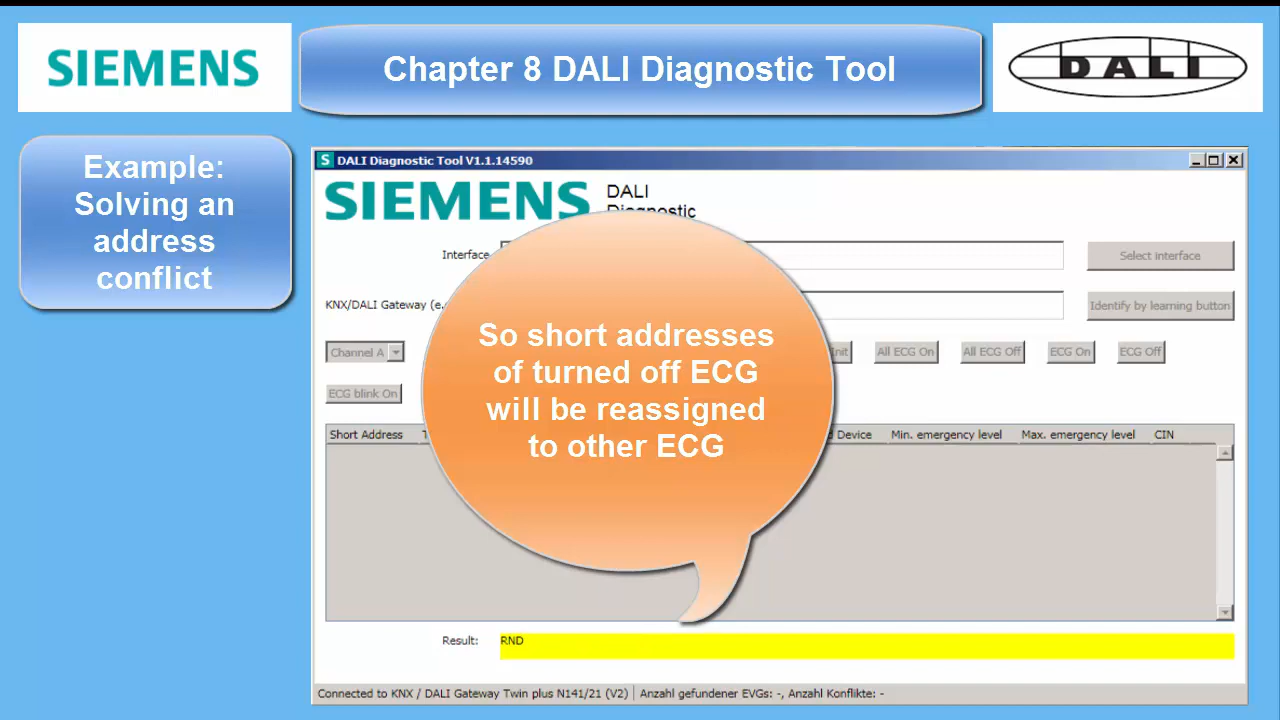 SIEMENS
Chapter 8 DALI Diagnostic Tool
DALI
Example:
Solving an
address
conflict
S DALI Diagnostic Tool V1.1.14590
SIEMENS
DALI
Diagnostic
Interface
Select interface
KNX/DALI Gateway (e.
Identify by learning button
So short addresses
of turned off ECG
will be reassigned
to other ECG
Channel A
Init
All ECG On
All ECG Off
ECG On
ECG Off
ECG blink On
Short Address
Device
Min. emergency level
Max. emergency level
CIN
Result:
RND
Connected to KNX / DALI Gateway Twin plus N141/21 (V2)
Anzahl gefundener EVGs: -, Anzahl Konflikte: -